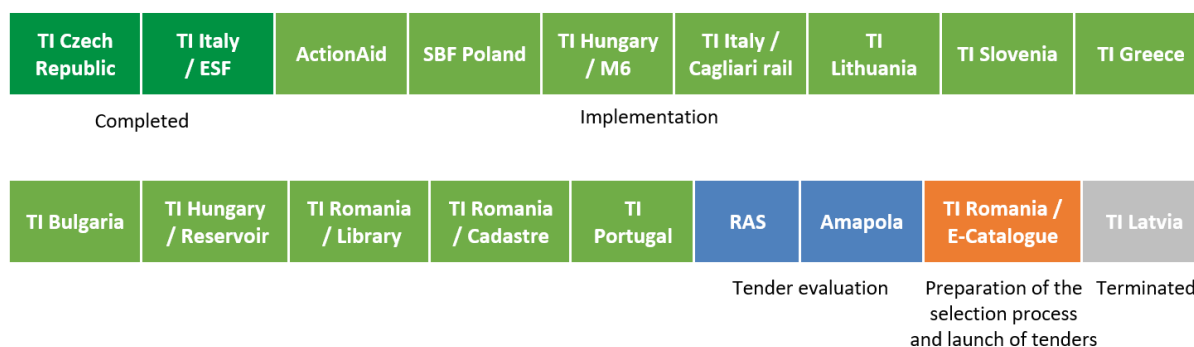 TI Czech
Republic
TI Italy
/ ESF
ActionAid
SBF Poland
TI Hungary
/ M6
TI Italy /
Cagliari rail
TI
Lithuania
TI Slovenia
TI Greece
Completed
Implementation
TI Bulgaria
TI Hungary
/ Reservoir
TI Romania
/ Library
TI Romania
/ Cadastre
TI
Portugal
RAS
Amapola
TI Romania /
E-Catalogue
TI Latvia
Tender evaluation
Preparation of the
selection process
and launch of tenders
Terminated